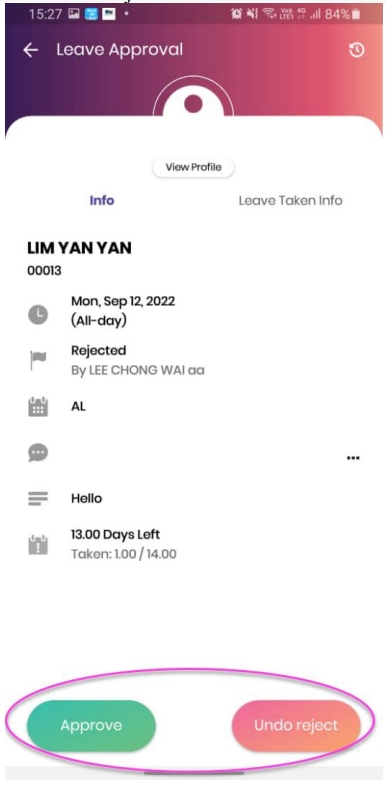 15:27 84%
Leave Approval
View Profile
Info Leave Taken Info
LIM YAN YAN
00013
Mon, Sep 12, 2022
(All-day)
Rejected
By LEE CHONG WAI aa
AL
...
Hello
13.00 Days Left
Taken: 1.00 / 14.00
Approve Undo reject